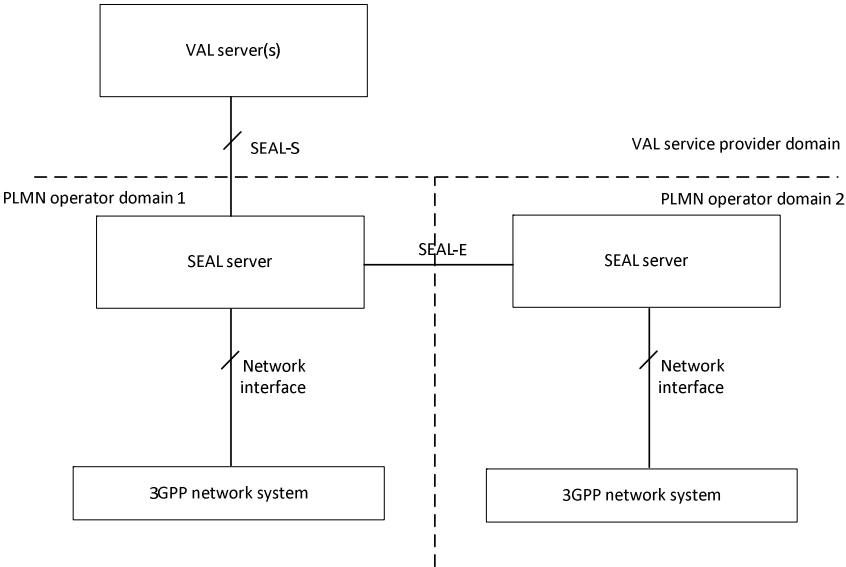 VAL server(s)
SEAL-S
VAL service provider domain
PLMN operator domain 1
PLMN operator domain 2
SEAL server
SEAL-E
SEAL server
Network
interface
Network
interface
3GPP network system
3GPP network system